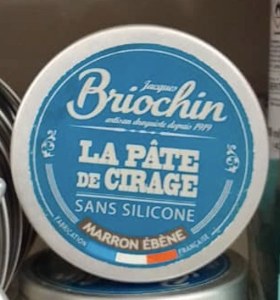 Jacques
Briochin
artisan droguiste depuis 1919
LA PÂTE
DE CIRAGE
SANS SILICONE
MARRON ÉBÈNE
FABRICATION FRANÇAISE